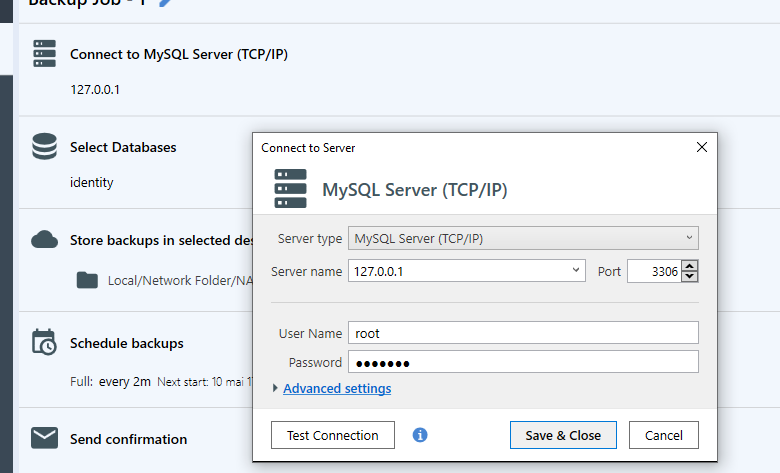 Backup Job - 1
Connect to MySQL Server (TCP/IP)
127.0.0.1
Select Databases
identity
Store backups in selected de
Local/Network Folder/NA
Schedule backups
Full: every 2m Next start: 10 mai 1
Send confirmation
Connect to Server
MySQL Server (TCP/IP)
Server type MySQL Server (TCP/IP)
Server name 127.0.0.1 Port 3306
User Name root
Password ●●●●●●●
Advanced settings
Test Connection Save & Close Cancel